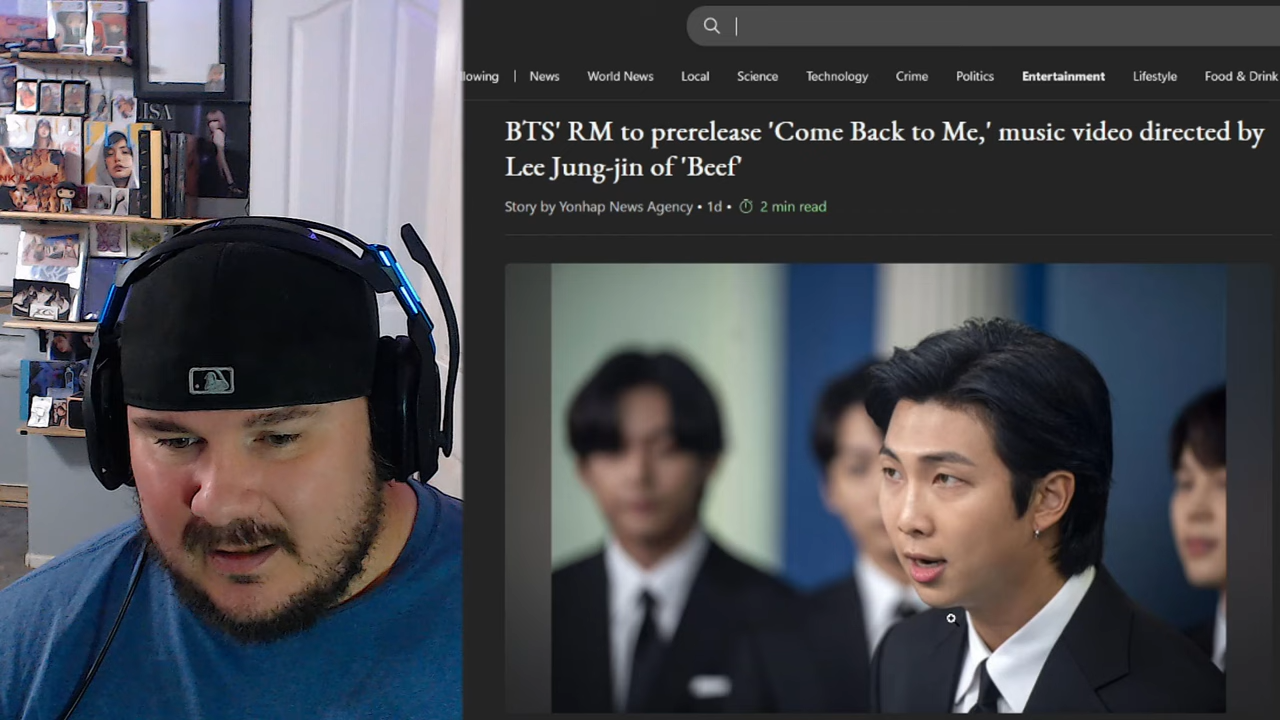 lowing | News World News Local Science Technology Crime Politics Entertainment Lifestyle Food & Drink
BTS' RM to prerelease 'Come Back to Me,' music video directed by
Lee Jung-jin of 'Beef'
Story by Yonhap News Agency • 1d • 2 min read
ISA